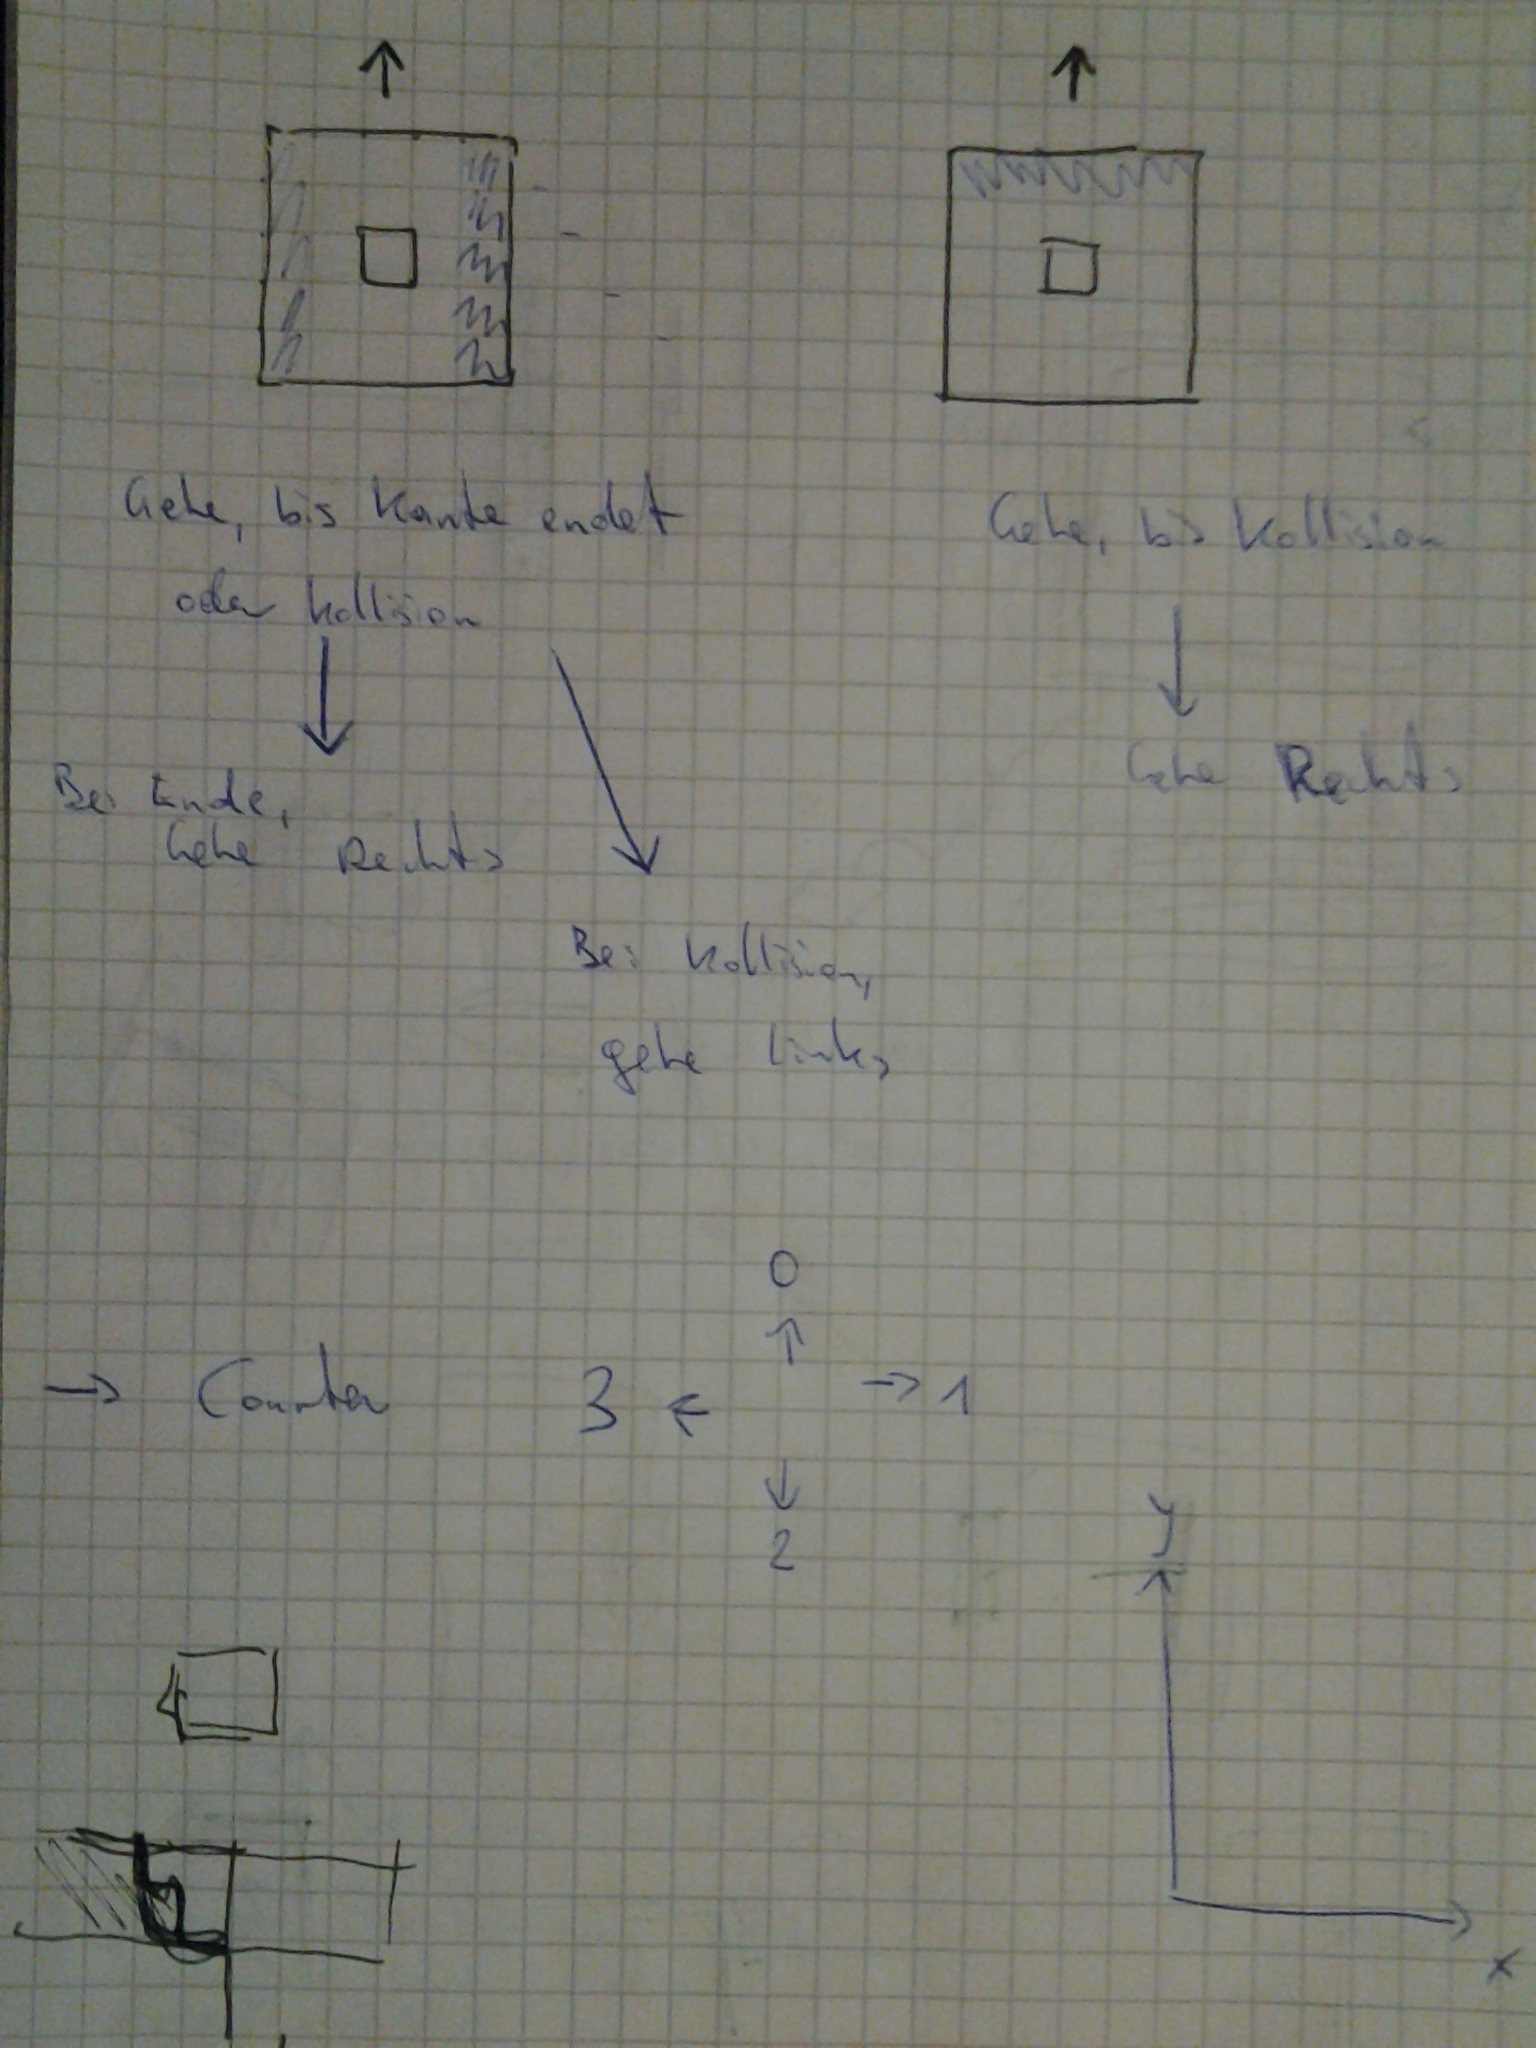 Gehe, bis Kante endet
oder Kollision
Bei Ende,
Gehe Rechts
Bei Kollision,
gehe links
Gehe, bis Kollision
Gehe Rechts
0
→ Counter 3 ← ↑ → 1
↓
2
y
x